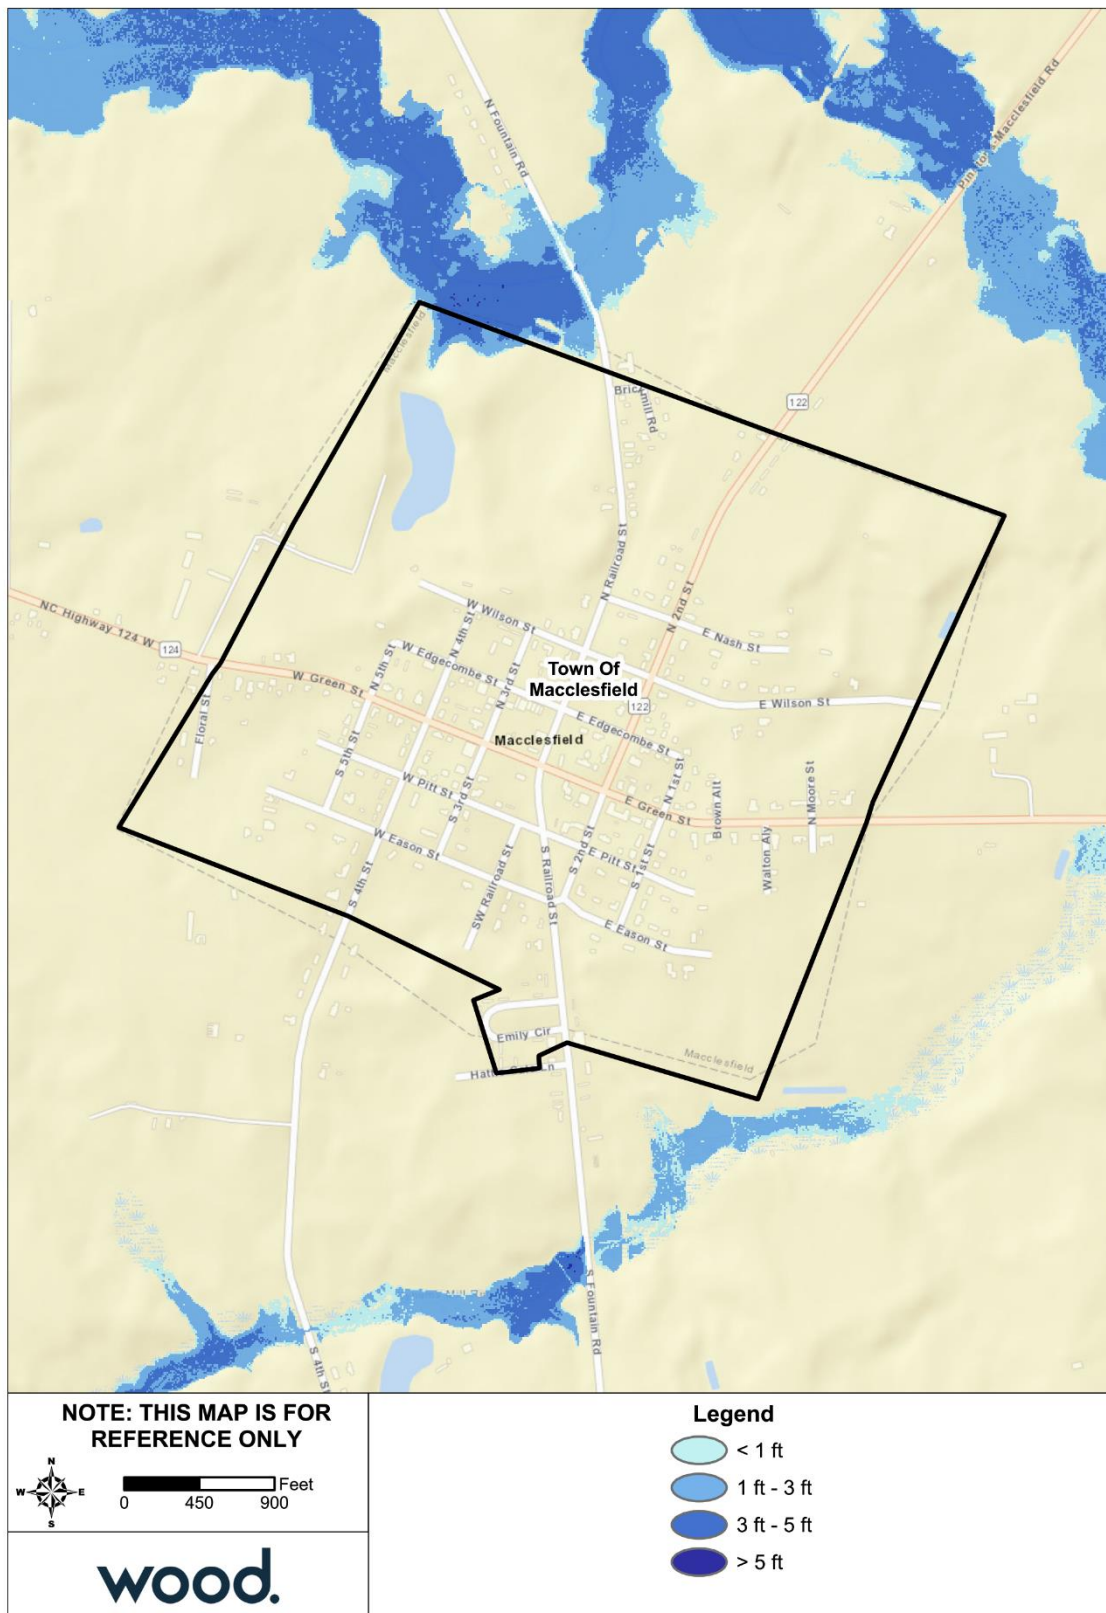 N Fountain Rd
Macclesfield
122
Mill Rd
NC Highway 124 W
124
N Railroad St
N 2nd St
W Wilson St
N 4th St
E Nash St
N 5th St
W Edgecombe St
N 3rd St
Town Of
Macclesfield
W Green St
Floral St
122
E Wilson St
E Edgecombe St
Macclesfield
S 5th St
W Pitt St
S 3rd St
N 1st St
E Green St
Brown Alt
N Moore St
W Eason St
S 2nd St
E Pitt St
S 1st St
Walton Aly
S 4th St
SW Railroad St
S Railroad St
E Eason St
Emily Cir
Macclesfield
S Fountain Rd
S 4th St
NOTE: THIS MAP IS FOR
REFERENCE ONLY
N
W E
S
Feet
0 450 900
wood.
Legend
< 1 ft
1 ft - 3 ft
3 ft - 5 ft
> 5 ft